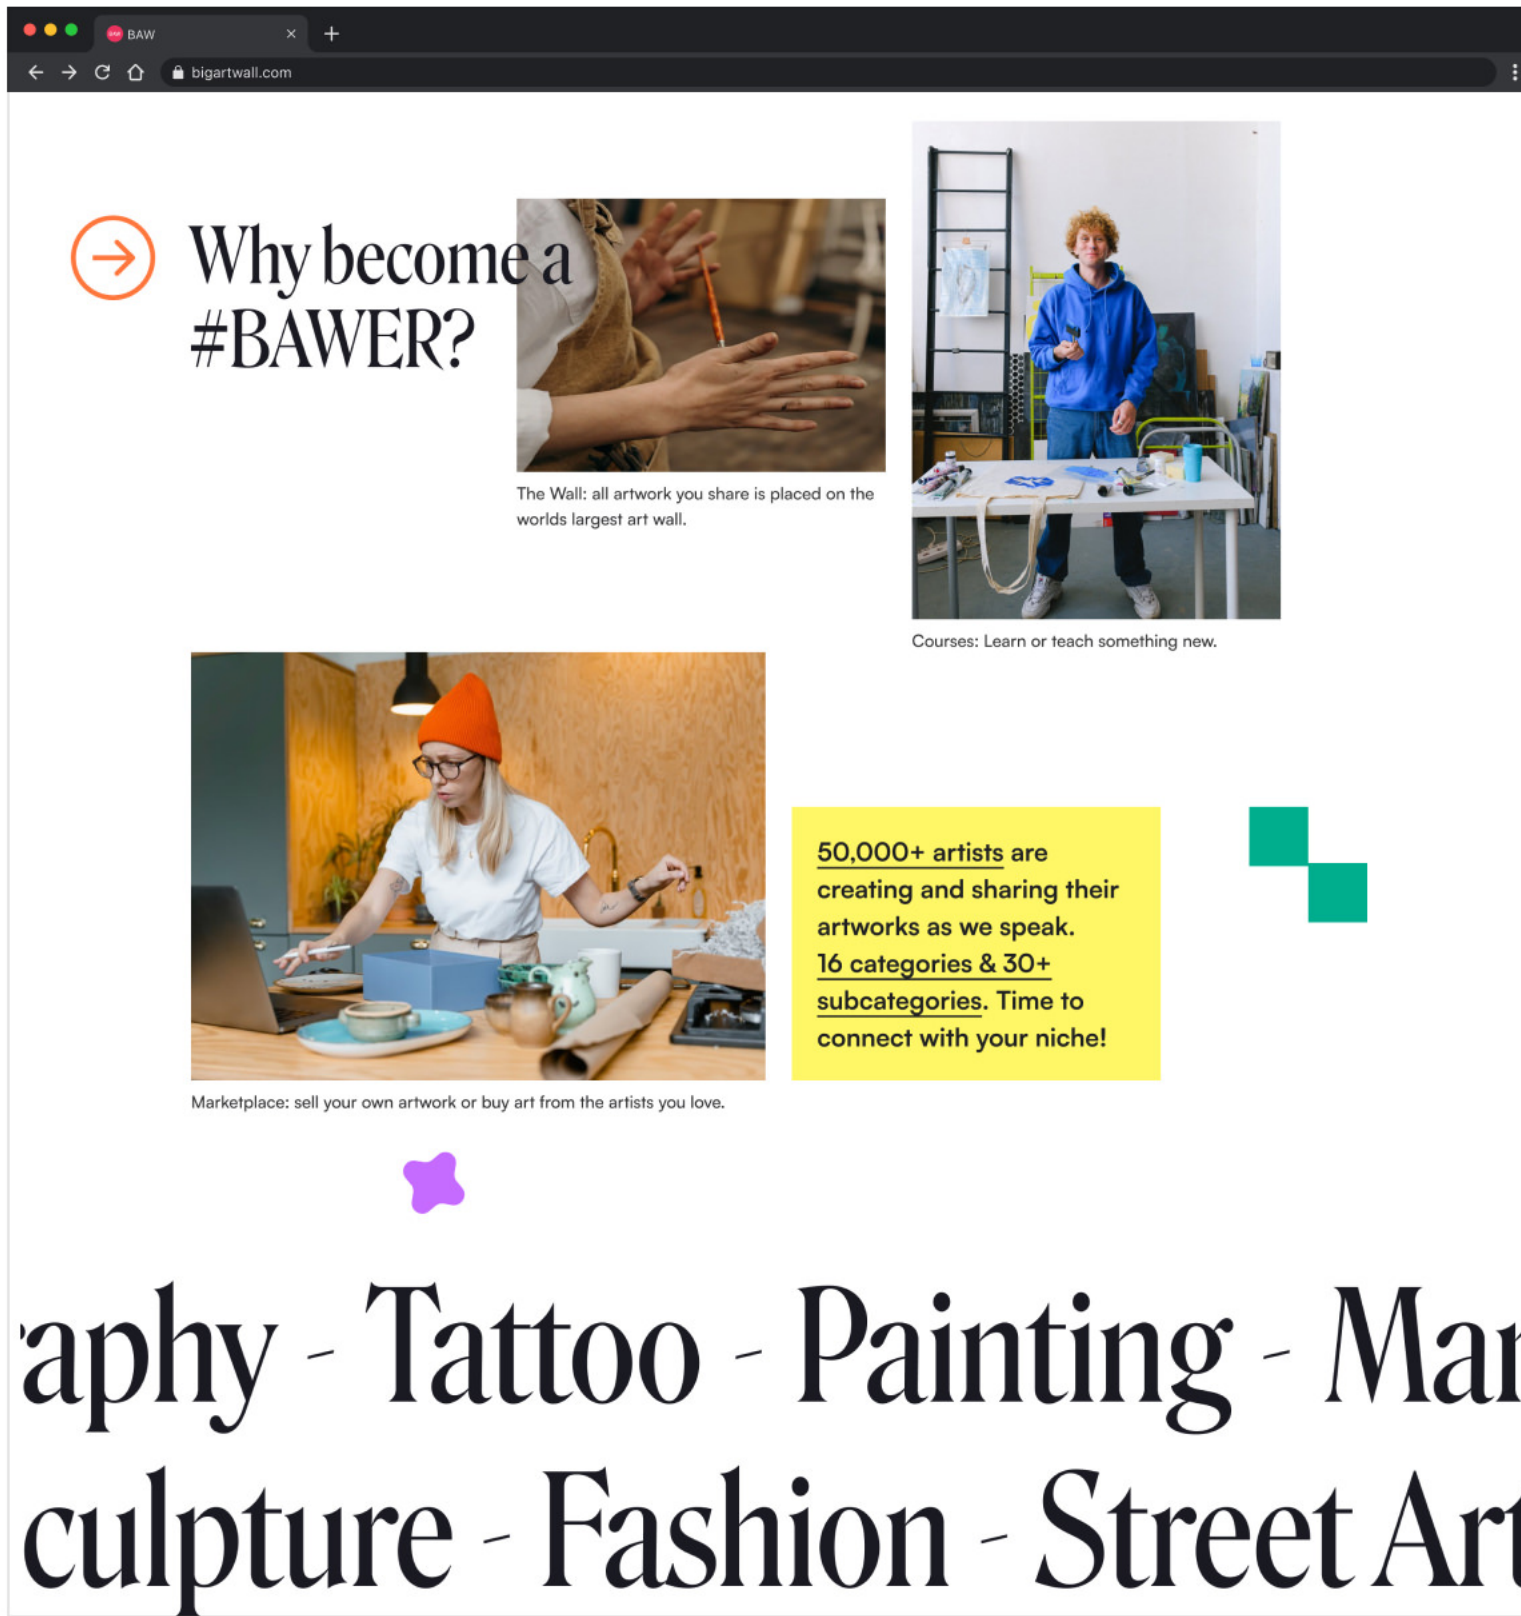 BAW
bigartwall.com
Why become a
#BAWER?
The Wall: all artwork you share is placed on the
worlds largest art wall.
Courses: Learn or teach something new.
Marketplace: sell your own artwork or buy art from the artists you love.
50,000+ artists are
creating and sharing their
artworks as we speak.
16 categories & 30+
subcategories. Time to
connect with your niche!
aphy - Tattoo - Painting - Mar
culpture - Fashion - Street Art